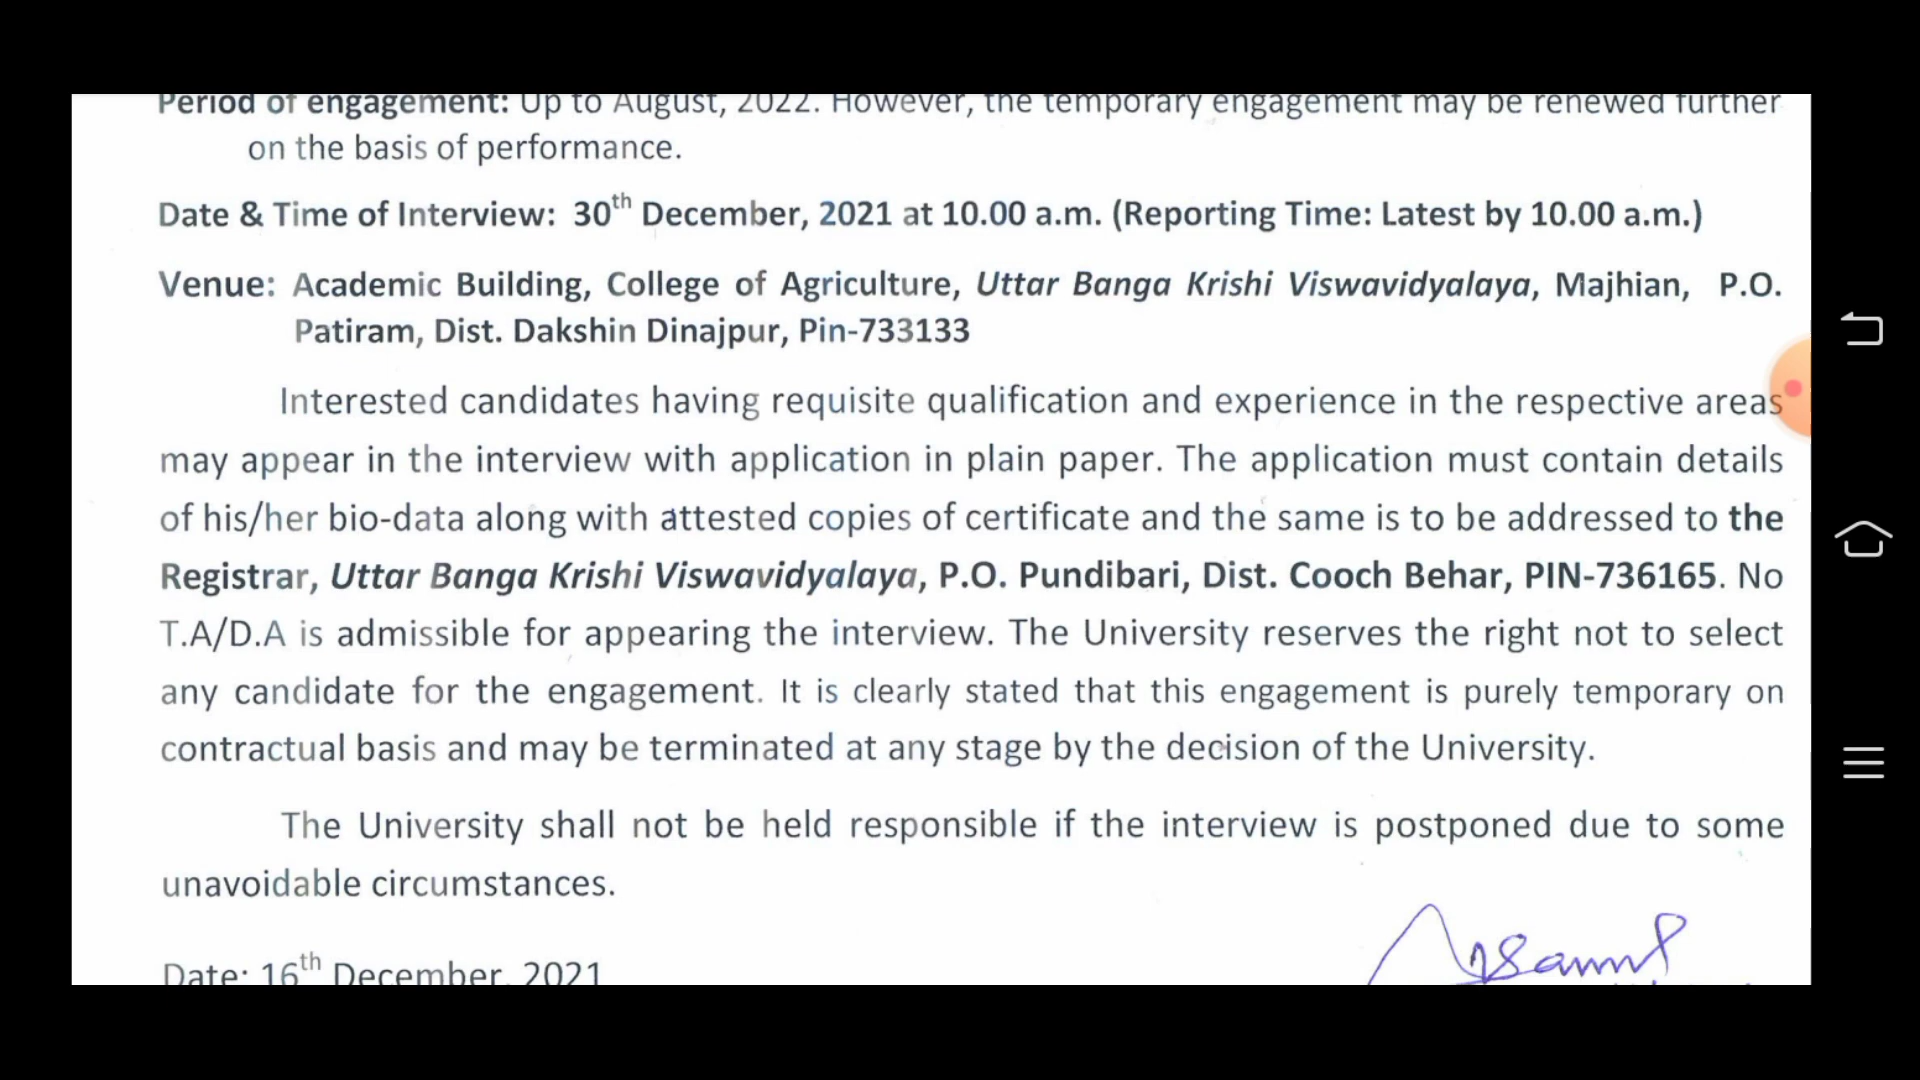 Period of engagement: Up to August, 2022. However, the temporary engagement may be renewed further
on the basis of performance.
Date & Time of Interview: 30th December, 2021 at 10.00 a.m. (Reporting Time: Latest by 10.00 a.m.)
Venue: Academic Building, College of Agriculture, Uttar Banga Krishi Viswavidyalaya, Majhian, P.O.
Patiram, Dist. Dakshin Dinajpur, Pin-733133
Interested candidates having requisite qualification and experience in the respective areas
may appear in the interview with application in plain paper. The application must contain details
of his/her bio-data along with attested copies of certificate and the same is to be addressed to the
Registrar, Uttar Banga Krishi Viswavidyalaya, P.O. Pundibari, Dist. Cooch Behar, PIN-736165. No
T.A/D.A is admissible for appearing the interview. The University reserves the right not to select
any candidate for the engagement. It is clearly stated that this engagement is purely temporary on
contractual basis and may be terminated at any stage by the decision of the University.
The University shall not be held responsible if the interview is postponed due to some
unavoidable circumstances.
Date: 16th December, 2021